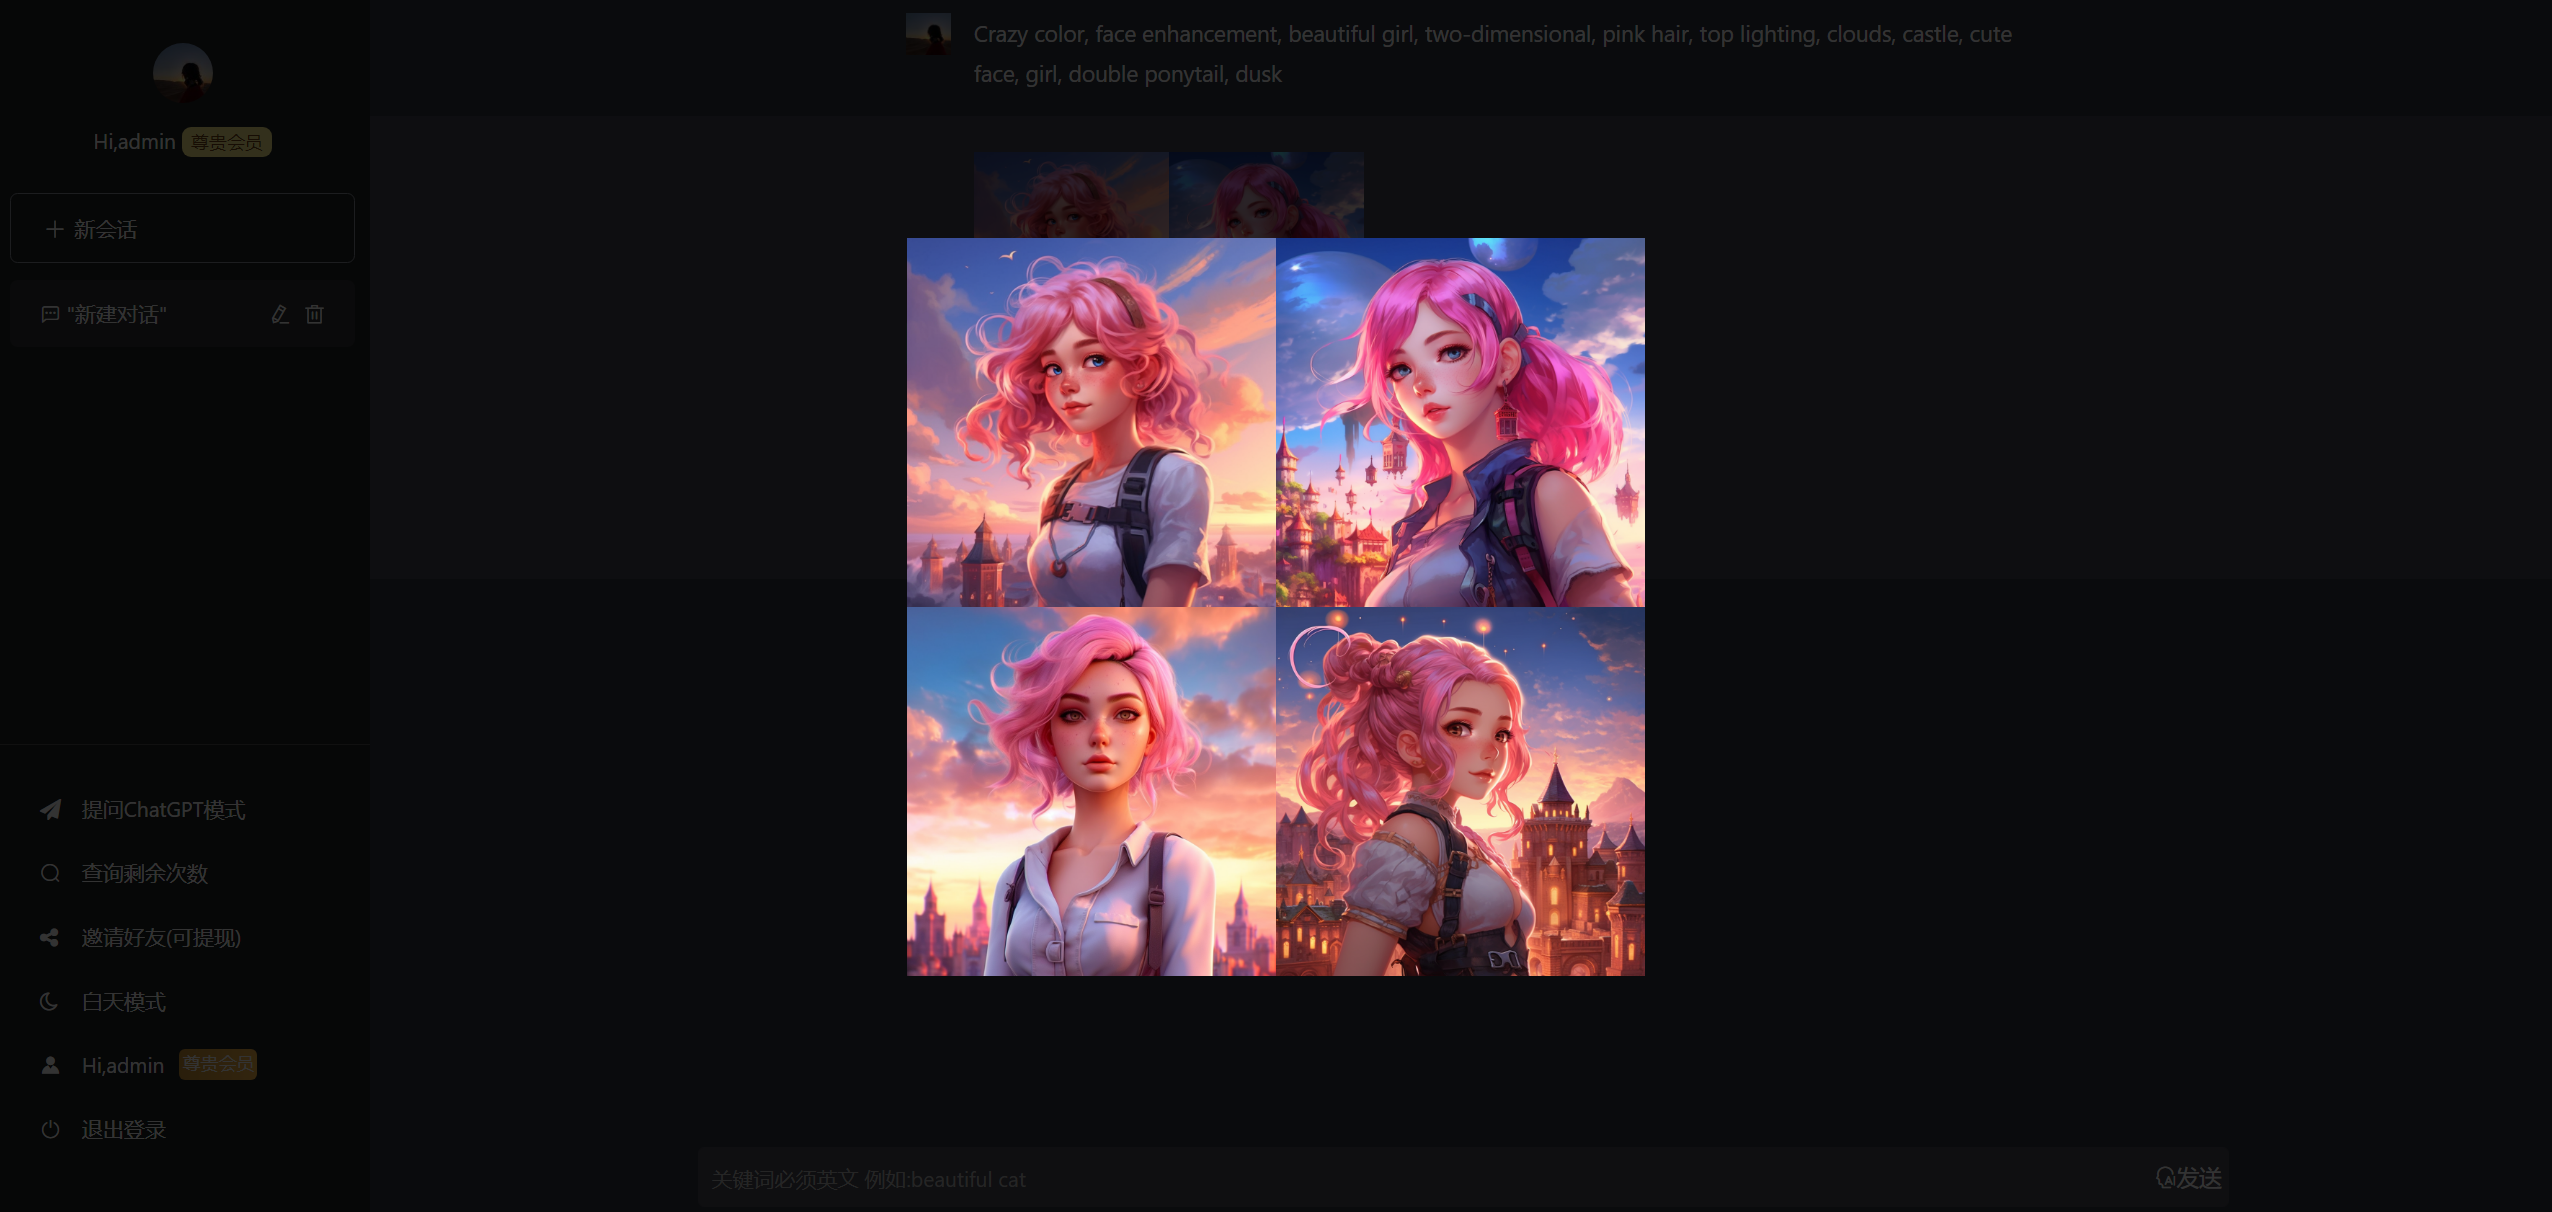 Hi,admin 尊贵会员
新会话
"新建对话"
提问ChatGPT模式
查询剩余次数
邀请好友(可提现)
白天模式
Hi,admin 尊贵会员
退出登录
Crazy color, face enhancement, beautiful girl, two-dimensional, pink hair, top lighting, clouds, castle, cute
face, girl, double ponytail, dusk
关键词必须英文 例如:beautiful cat
AI发送